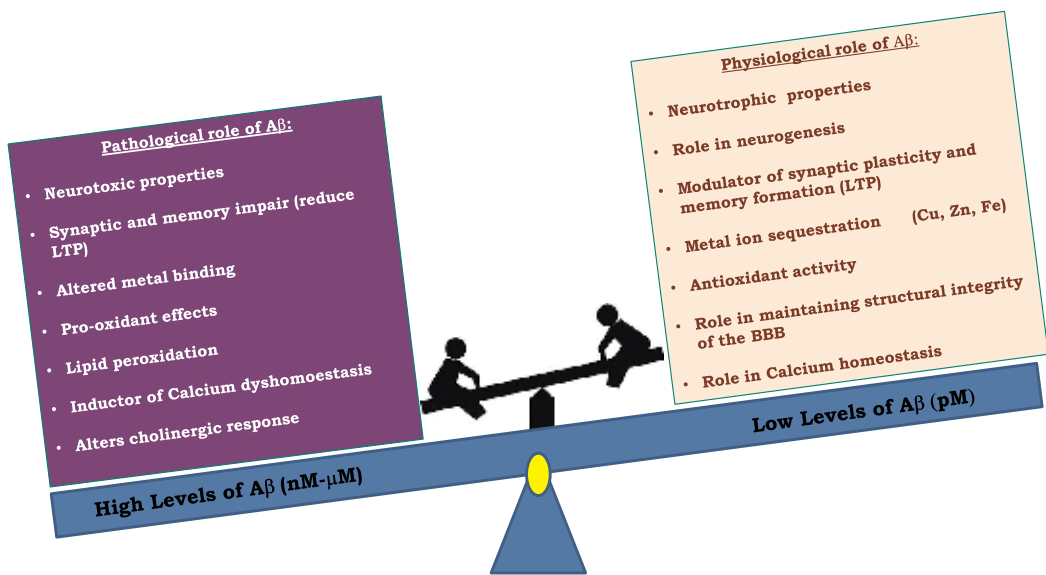 Pathological role of Aβ:
• Neurotoxic properties
• Synaptic and memory impair (reduce
LTP)
• Altered metal binding
• Pro-oxidant effects
• Lipid peroxidation
• Inductor of Calcium dyshomoestasis
• Alters cholinergic response
High Levels of Aβ (nM-μM)
Physiological role of Aβ:
• Neurotrophic properties
• Role in neurogenesis
• Modulator of synaptic plasticity and
memory formation (LTP)
• Metal ion sequestration (Cu, Zn, Fe)
• Antioxidant activity
• Role in maintaining structural integrity
of the BBB
• Role in Calcium homeostasis
Low Levels of Aβ (pM)